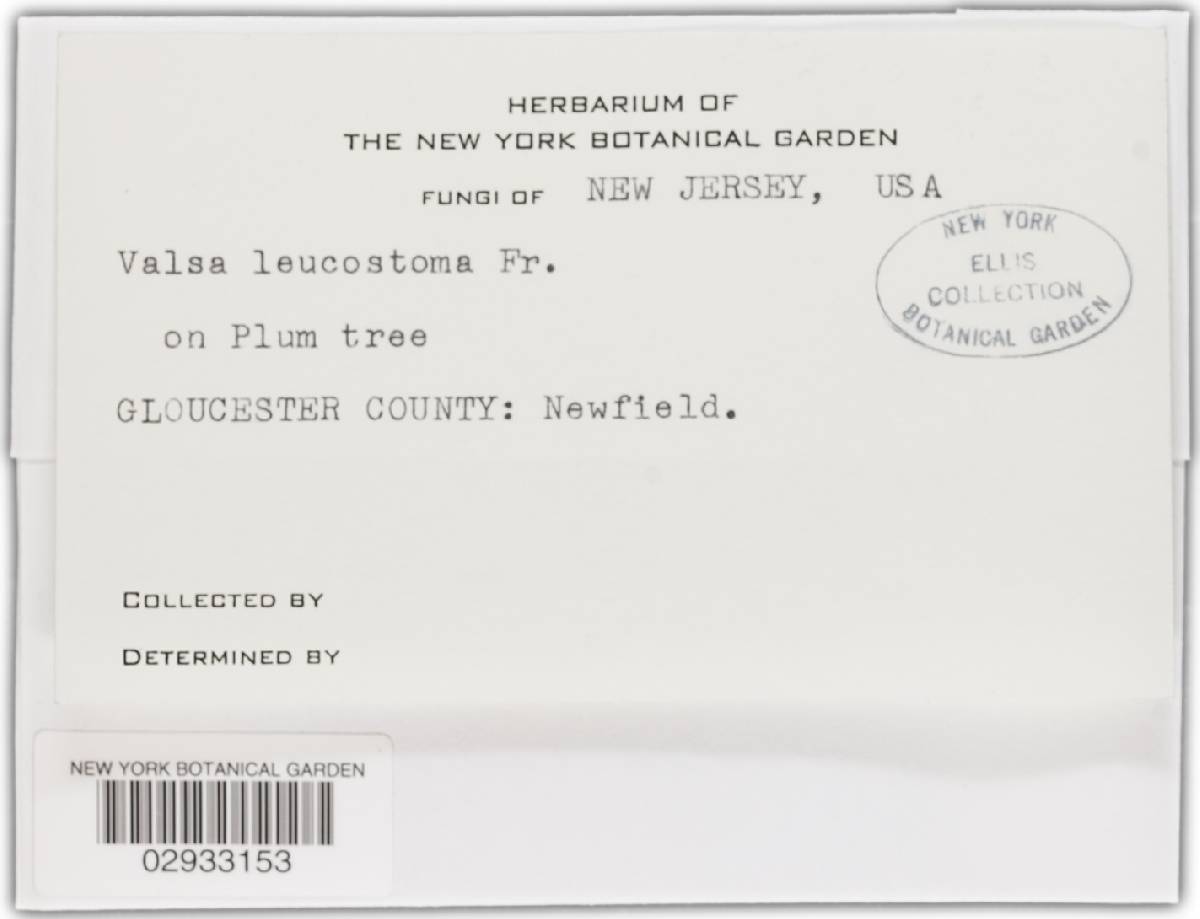 HERBARIUM OF
THE NEW YORK BOTANICAL GARDEN
FUNGI OF NEW JERSEY, USA
Valsa leucostoma Fr.
on Plum tree
GLOUCESTER COUNTY: Newfield.
NEW YORK
ELLIS
COLLECTION
BOTANICAL GARDEN
COLLECTED BY
DETERMINED BY
NEW YORK BOTANICAL GARDEN
02933153